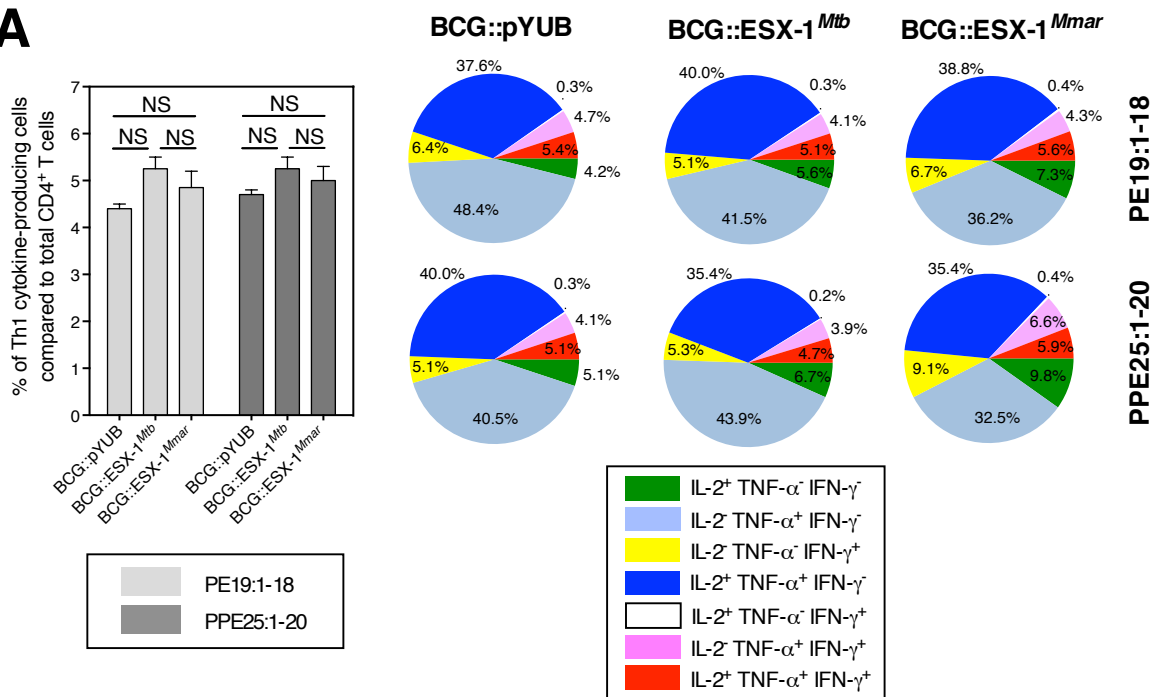 A
% of Th1 cytokine-producing cells
compared to total CD4⁺ T cells
7
6
5
4
3
2
1
0
NS
NS NS
NS
NS NS
BCG::pYUB
BCG::ESX-1ᴹᵗᵇ
BCG::ESX-1ᴹᵐᵃʳ
BCG::pYUB
BCG::ESX-1ᴹᵗᵇ
BCG::ESX-1ᴹᵐᵃʳ
PE19:1-18
PPE25:1-20
BCG::pYUB
BCG::ESX-1ᴹᵗᵇ
BCG::ESX-1ᴹᵐᵃʳ
37.6%
0.3%
4.7%
5.4%
4.2%
48.4%
6.4%
40.0%
0.3%
4.1%
5.1%
5.6%
41.5%
5.1%
38.8%
0.4%
4.3%
5.6%
7.3%
36.2%
6.7%
PE19:1-18
40.0%
0.3%
4.1%
5.1%
5.1%
40.5%
5.1%
35.4%
0.2%
3.9%
4.7%
6.7%
43.9%
5.3%
35.4%
0.4%
6.6%
5.9%
9.8%
32.5%
9.1%
PPE25:1-20
IL-2⁺ TNF-α⁻ IFN-γ⁻
IL-2⁻ TNF-α⁺ IFN-γ⁻
IL-2⁻ TNF-α⁻ IFN-γ⁺
IL-2⁺ TNF-α⁺ IFN-γ⁻
IL-2⁺ TNF-α⁻ IFN-γ⁺
IL-2⁻ TNF-α⁺ IFN-γ⁺
IL-2⁺ TNF-α⁺ IFN-γ⁺